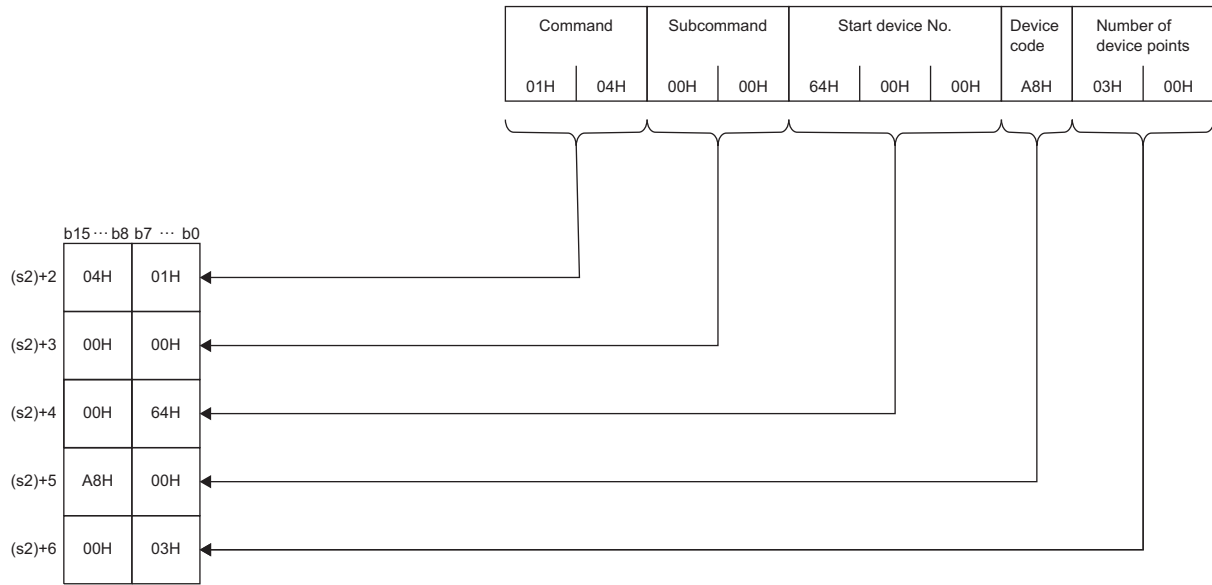 Command Subcommand Start device No. Device code Number of device points
01H 04H 00H 00H 64H 00H 00H A8H 03H 00H
b15 ··· b8 b7 ··· b0
(s2)+2 04H 01H
(s2)+3 00H 00H
(s2)+4 00H 64H
(s2)+5 A8H 00H
(s2)+6 00H 03H